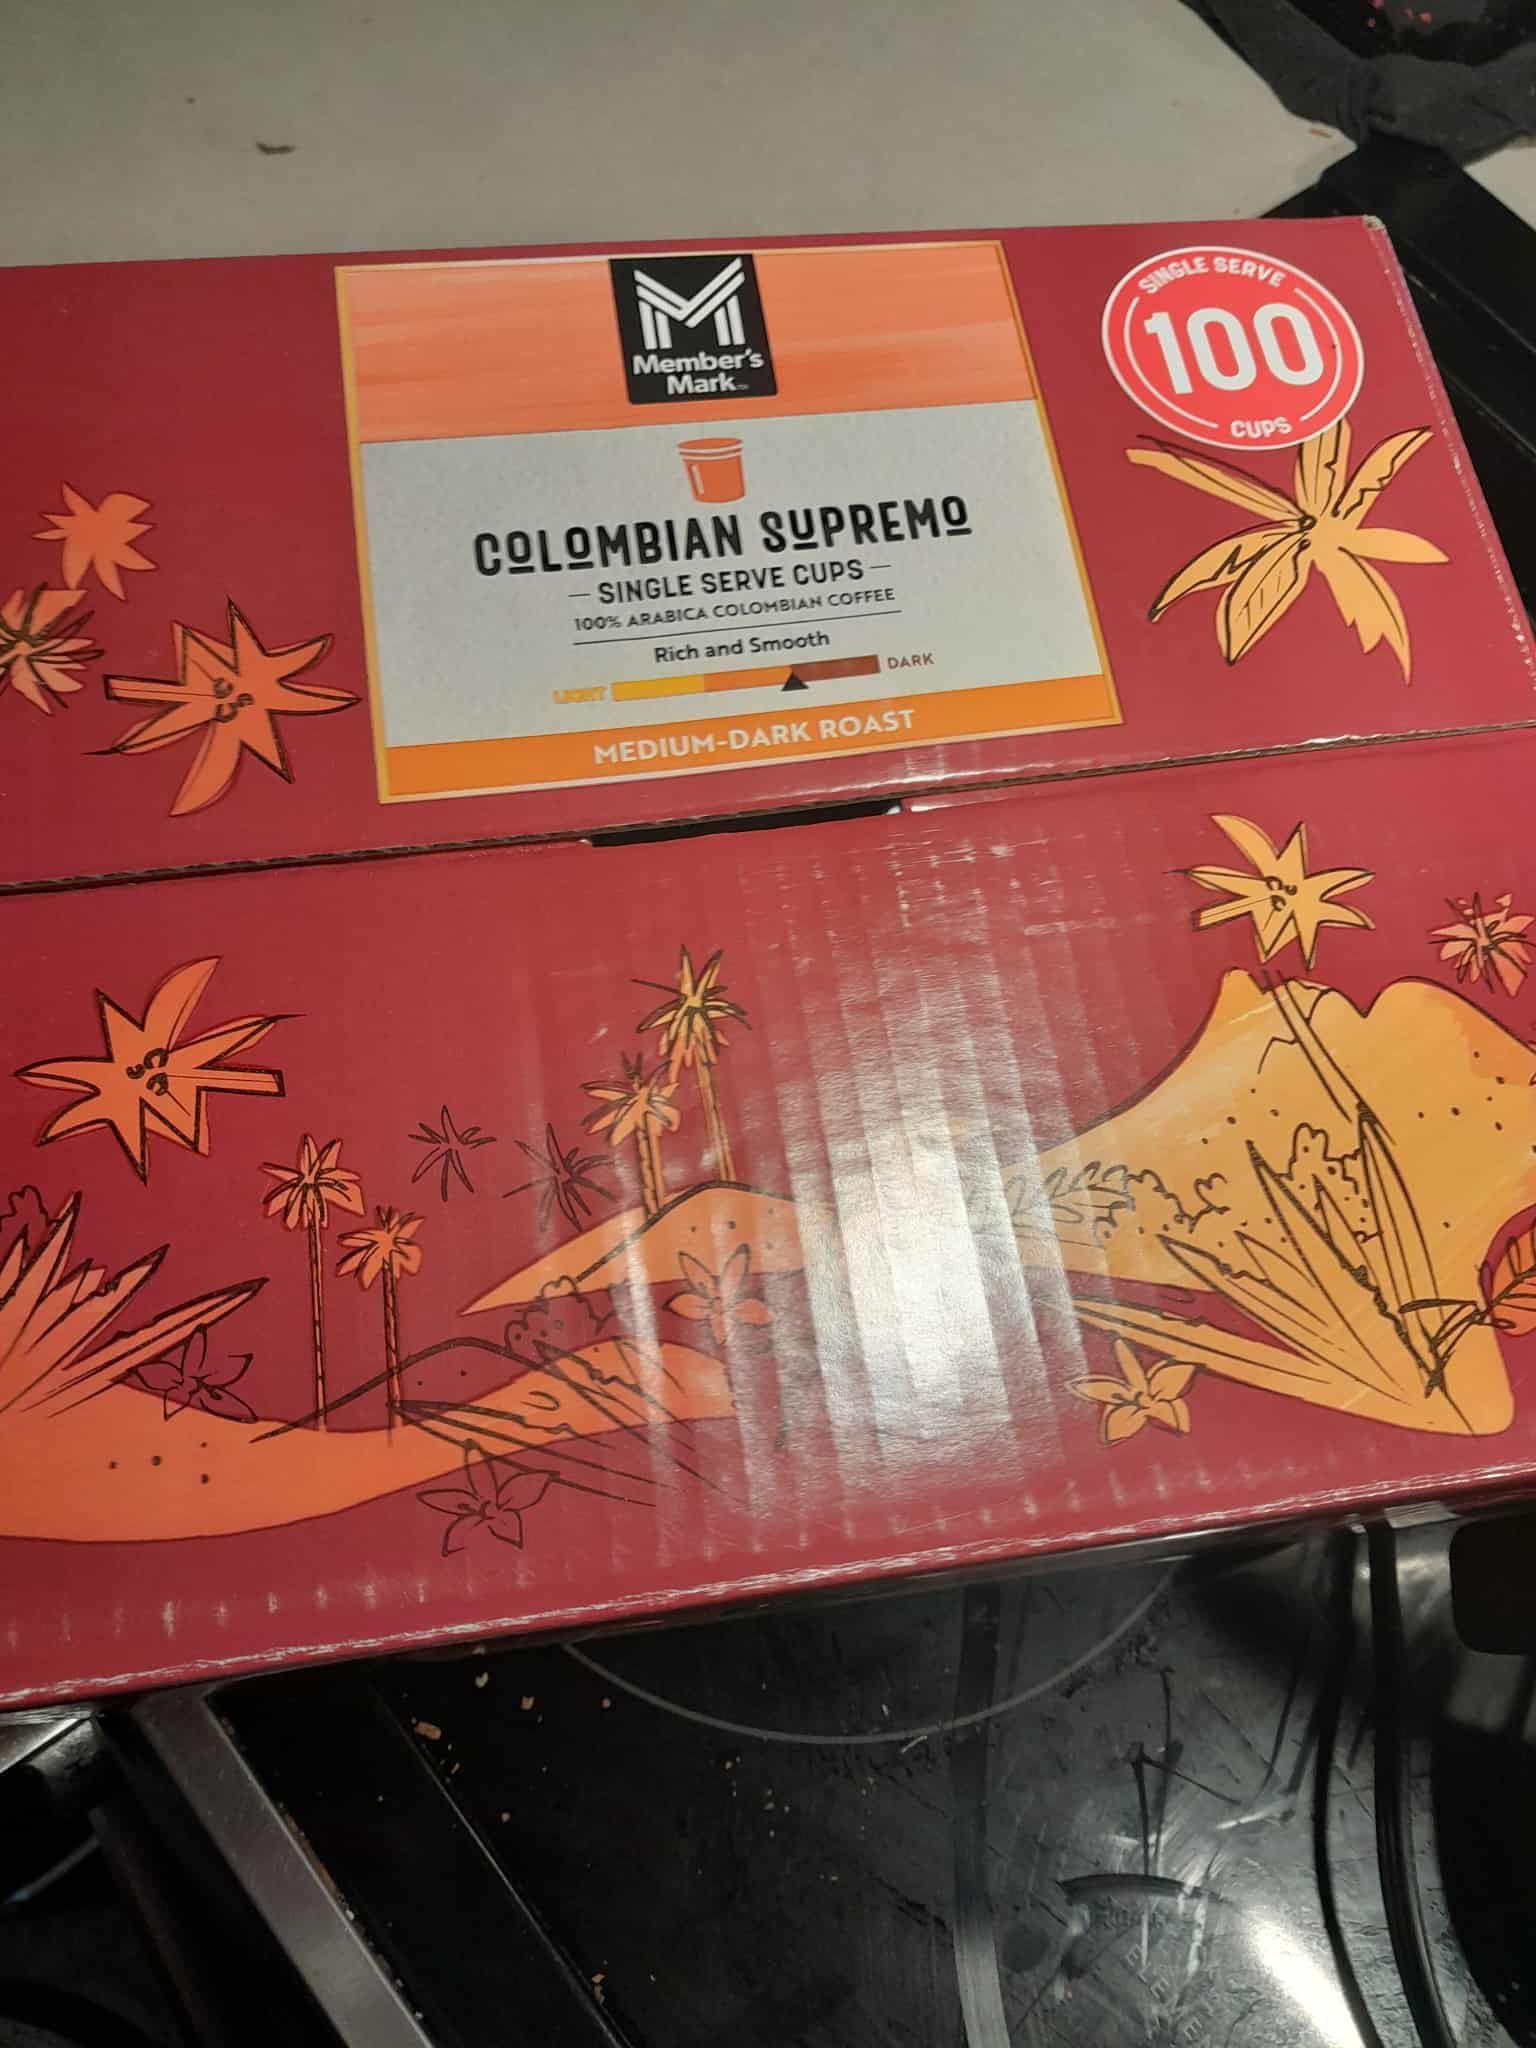 Member's
Mark
SINGLE SERVE
100
CUPS
COLOMBIAN SUPREMO
SINGLE SERVE CUPS
100% ARABICA COLOMBIAN COFFEE
Rich and Smooth
LIGHT DARK
MEDIUM-DARK ROAST